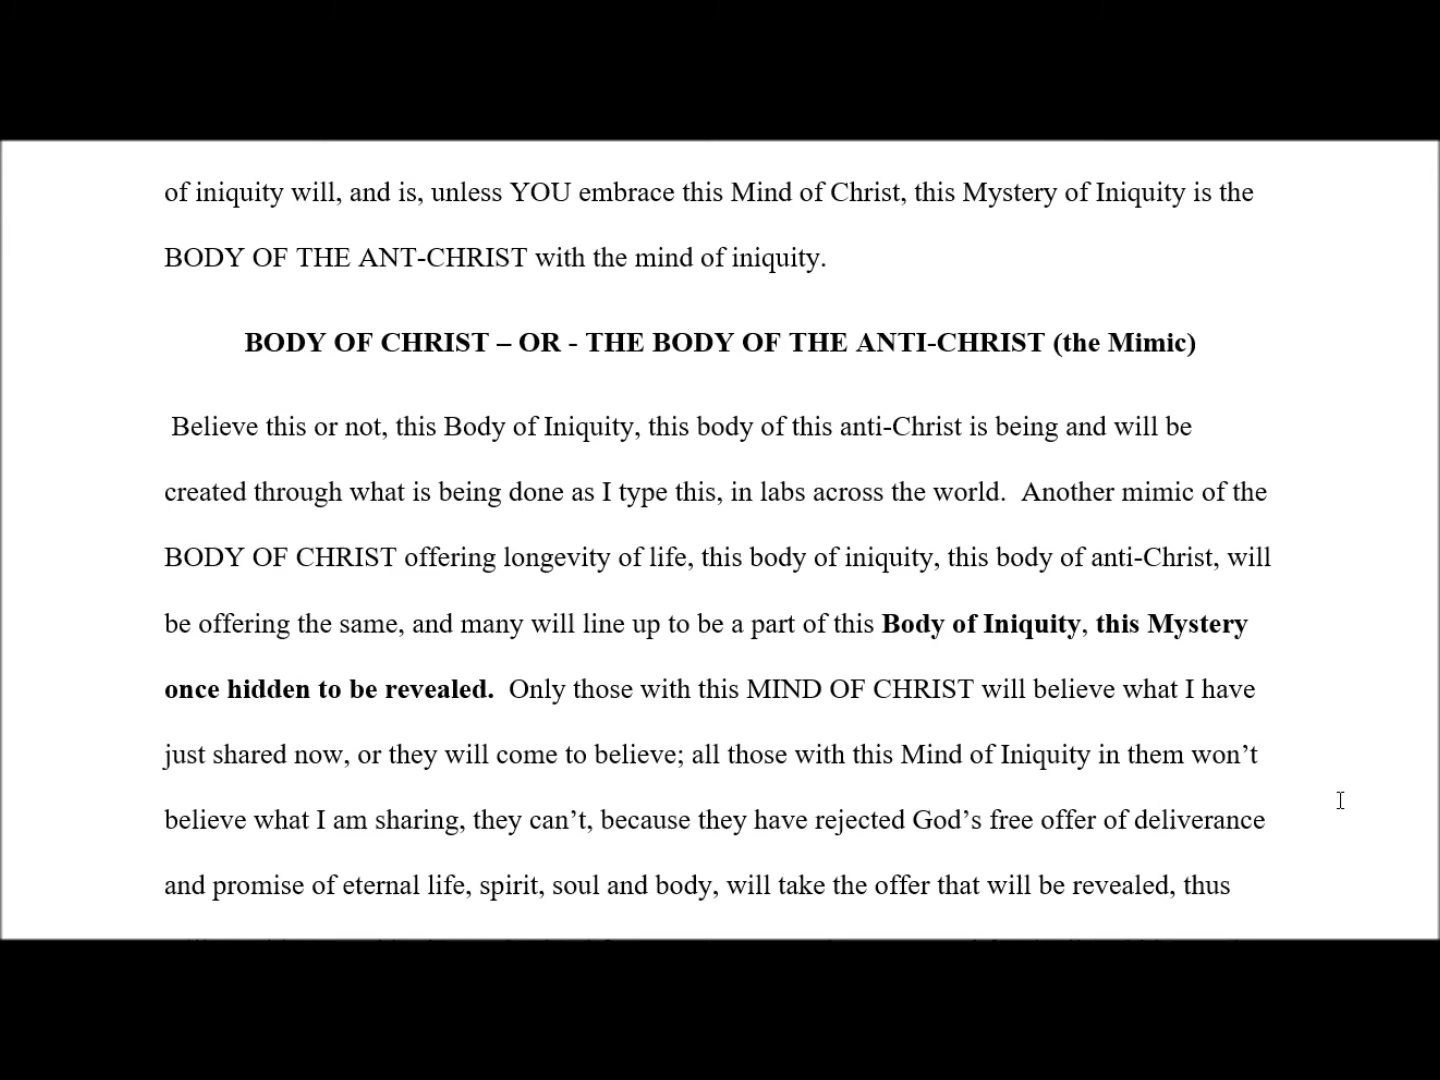 of iniquity will, and is, unless YOU embrace this Mind of Christ, this Mystery of Iniquity is the
BODY OF THE ANT-CHRIST with the mind of iniquity.
BODY OF CHRIST – OR - THE BODY OF THE ANTI-CHRIST (the Mimic)
Believe this or not, this Body of Iniquity, this body of this anti-Christ is being and will be
created through what is being done as I type this, in labs across the world.  Another mimic of the
BODY OF CHRIST offering longevity of life, this body of iniquity, this body of anti-Christ, will
be offering the same, and many will line up to be a part of this Body of Iniquity, this Mystery
once hidden to be revealed.  Only those with this MIND OF CHRIST will believe what I have
just shared now, or they will come to believe; all those with this Mind of Iniquity in them won’t
believe what I am sharing, they can’t, because they have rejected God’s free offer of deliverance
and promise of eternal life, spirit, soul and body, will take the offer that will be revealed, thus